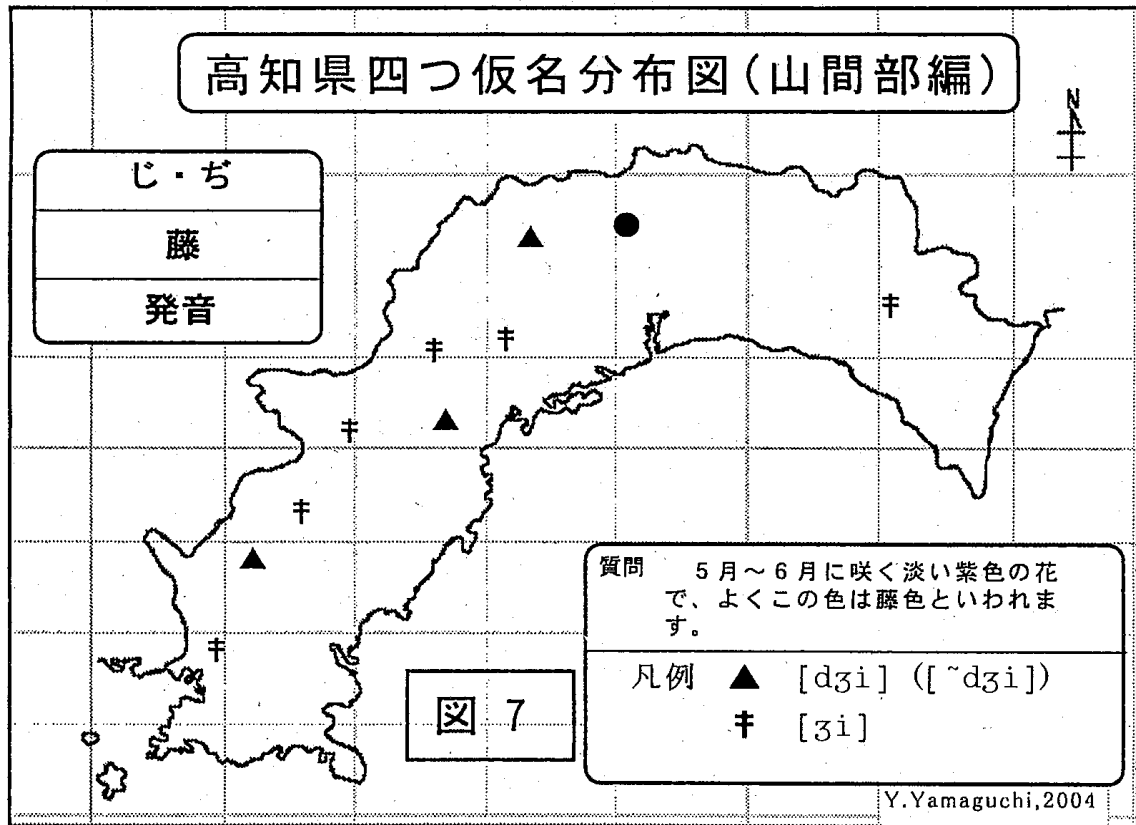 高知県四つ仮名分布図(山間部編)
N
じ・ぢ
藤
発音
質問 5月～6月に咲く淡い紫色の花
で、よくこの色は藤色といわれま
す。
凡例 ▲ [dʒi] ([~dʒi])
[ʒi]
図 7
Y.Yamaguchi,2004